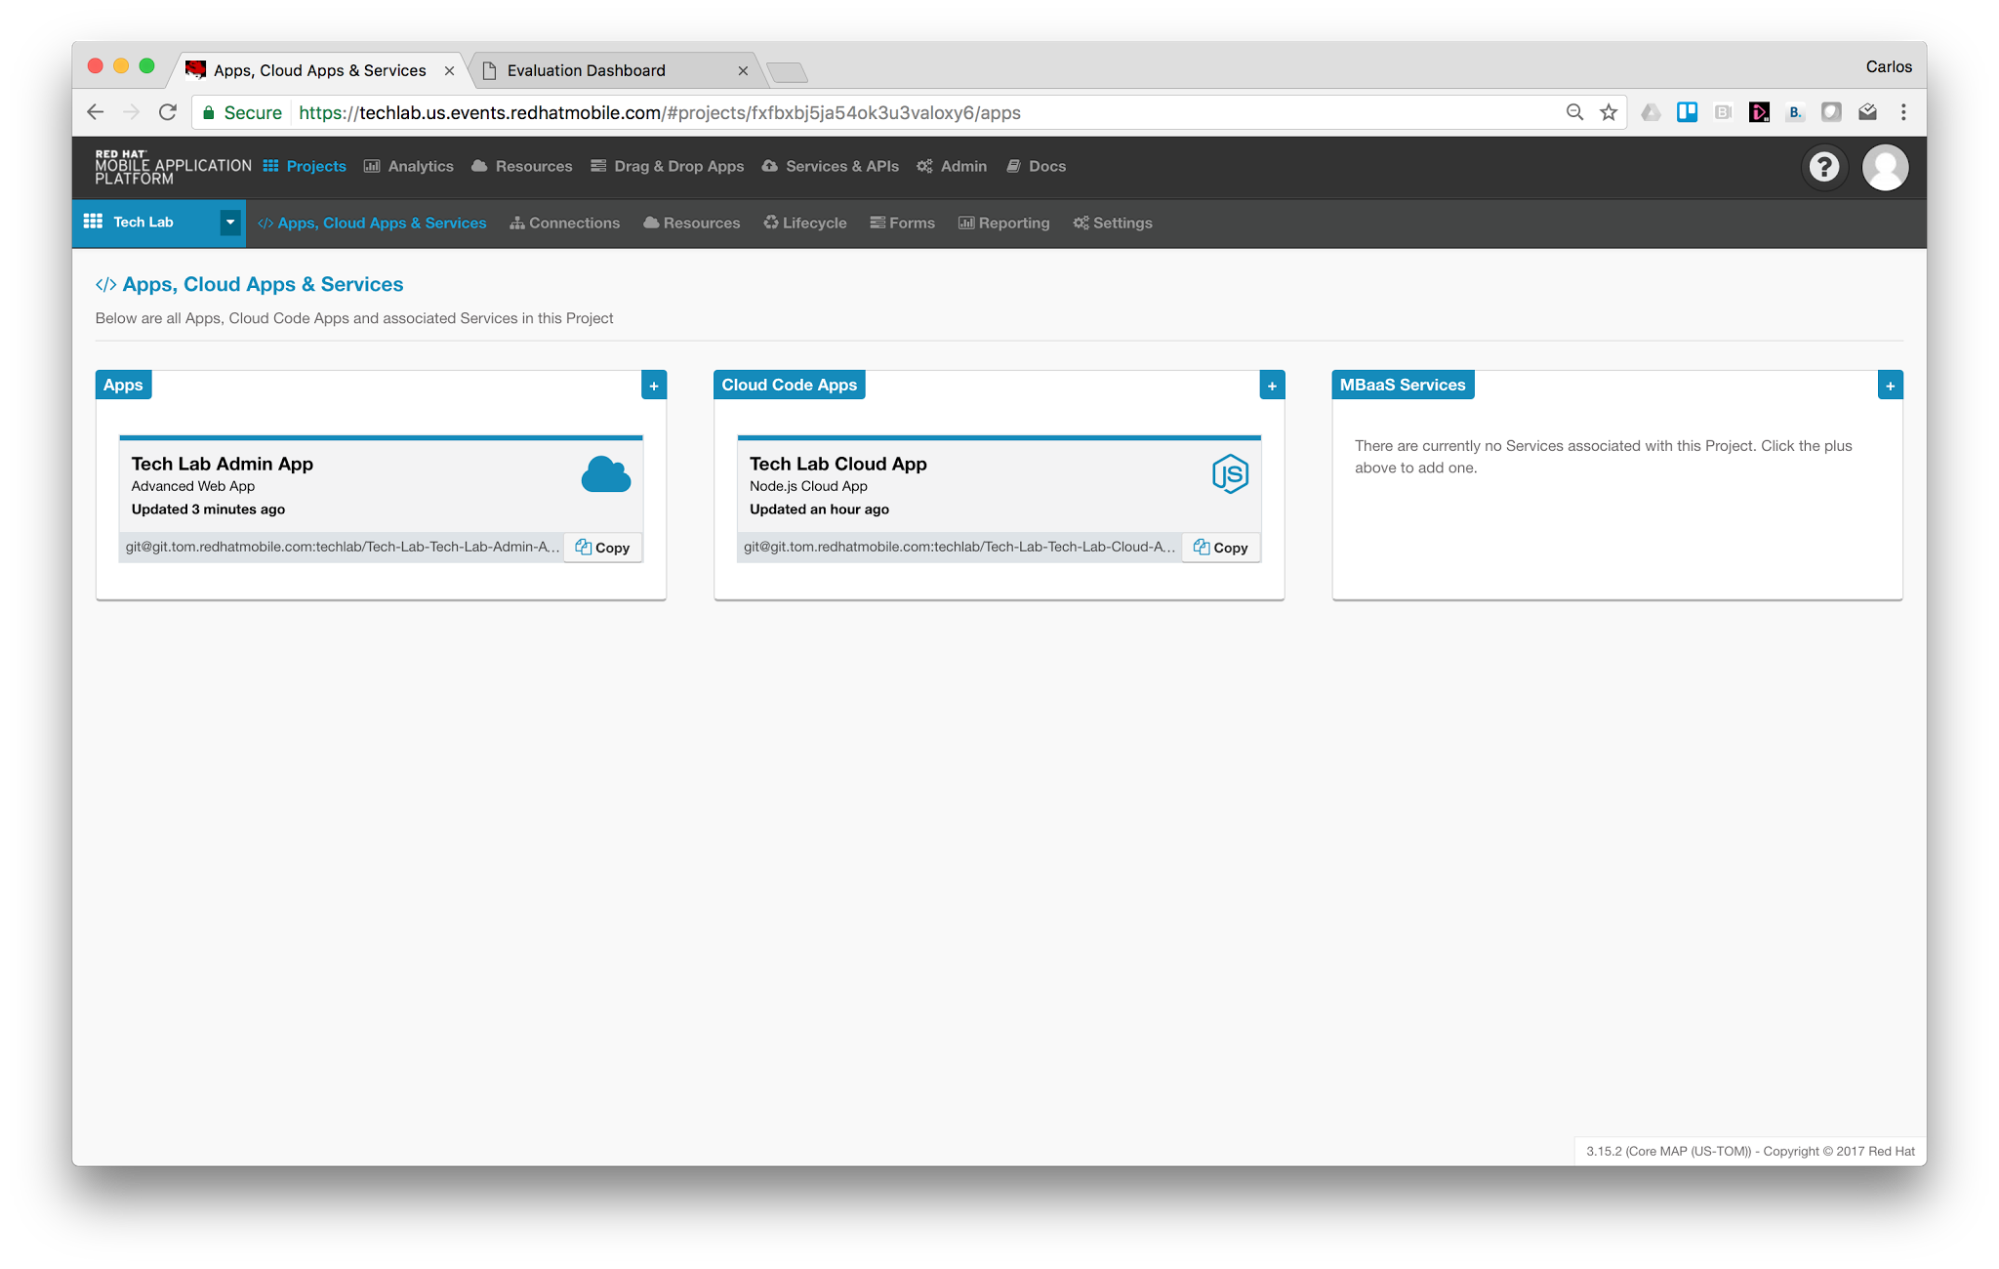 Apps, Cloud Apps & Services
Evaluation Dashboard
Carlos
Secure https://techlab.us.events.redhatmobile.com/#projects/fxfbxbj5ja54ok3u3valoxy6/apps
RED HAT
MOBILE APPLICATION
PLATFORM
Projects Analytics Resources Drag & Drop Apps Services & APIs Admin Docs
Tech Lab
Apps, Cloud Apps & Services Connections Resources Lifecycle Forms Reporting Settings
</> Apps, Cloud Apps & Services
Below are all Apps, Cloud Code Apps and associated Services in this Project
Apps +
Tech Lab Admin App
Advanced Web App
Updated 3 minutes ago
git@git.tom.redhatmobile.com:techlab/Tech-Lab-Tech-Lab-Admin-A... Copy
Cloud Code Apps +
Tech Lab Cloud App
Node.js Cloud App
Updated an hour ago
JS
git@git.tom.redhatmobile.com:techlab/Tech-Lab-Tech-Lab-Cloud-A... Copy
MBaaS Services +
There are currently no Services associated with this Project. Click the plus
above to add one.
3.15.2 (Core MAP (US-TOM)) - Copyright © 2017 Red Hat